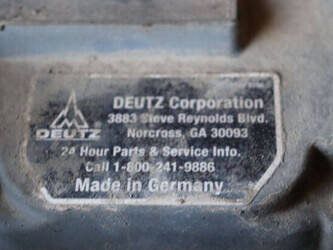 DEUTZ Corporation
3883 Steve Reynolds Blvd.
Norcross, GA 30093
DEUTZ
24 Hour Parts & Service Info.
Call 1-800-241-9886
Made in Germany